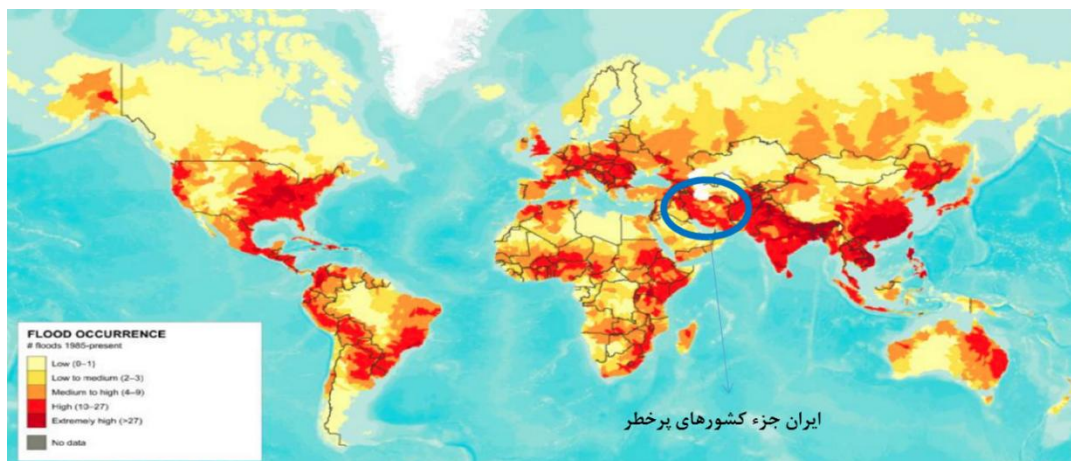 FLOOD OCCURRENCE
# floods 1985-present
Low (0–1)
Low to medium (2–3)
Medium to high (4–9)
High (10–27)
Extremely high (>27)
No data
ایران جزء کشورهای پرخطر